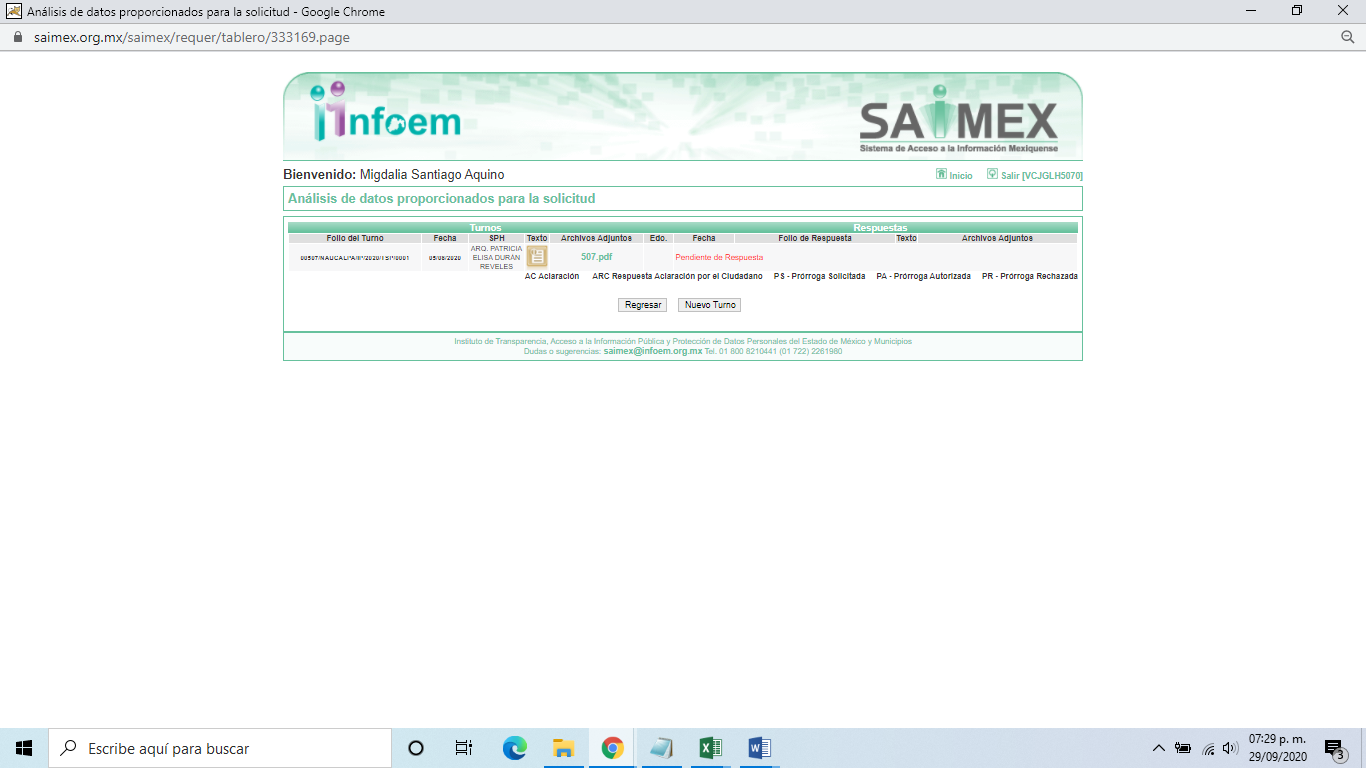 Análisis de datos proporcionados para la solicitud - Google Chrome
saimex.org.mx/saimex/requer/tablero/333169.page
infoem
SAIMEX
Sistema de Acceso a la Información Mexiquense
Bienvenido: Migdalia Santiago Aquino
Inicio Salir [VCJGLH5070]
Análisis de datos proporcionados para la solicitud
Turnos Respuestas
Folio del Turno Fecha SPH Texto Archivos Adjuntos Edo. Fecha Folio de Respuesta Texto Archivos Adjuntos
00507/NAUCALPA/IP/2020/TSP/0001 05/08/2020 ARQ. PATRICIA ELISA DURÁN REVELES 507.pdf Pendiente de Respuesta
AC Aclaración ARC Respuesta Aclaración por el Ciudadano PS - Prórroga Solicitada PA - Prórroga Autorizada PR - Prórroga Rechazada
Regresar Nuevo Turno
Instituto de Transparencia, Acceso a la Información Pública y Protección de Datos Personales del Estado de México y Municipios
Dudas o sugerencias: saimex@infoem.org.mx Tel. 01 800 8210441 (01 722) 2261980
Escribe aquí para buscar
07:29 p. m.
29/09/2020
3